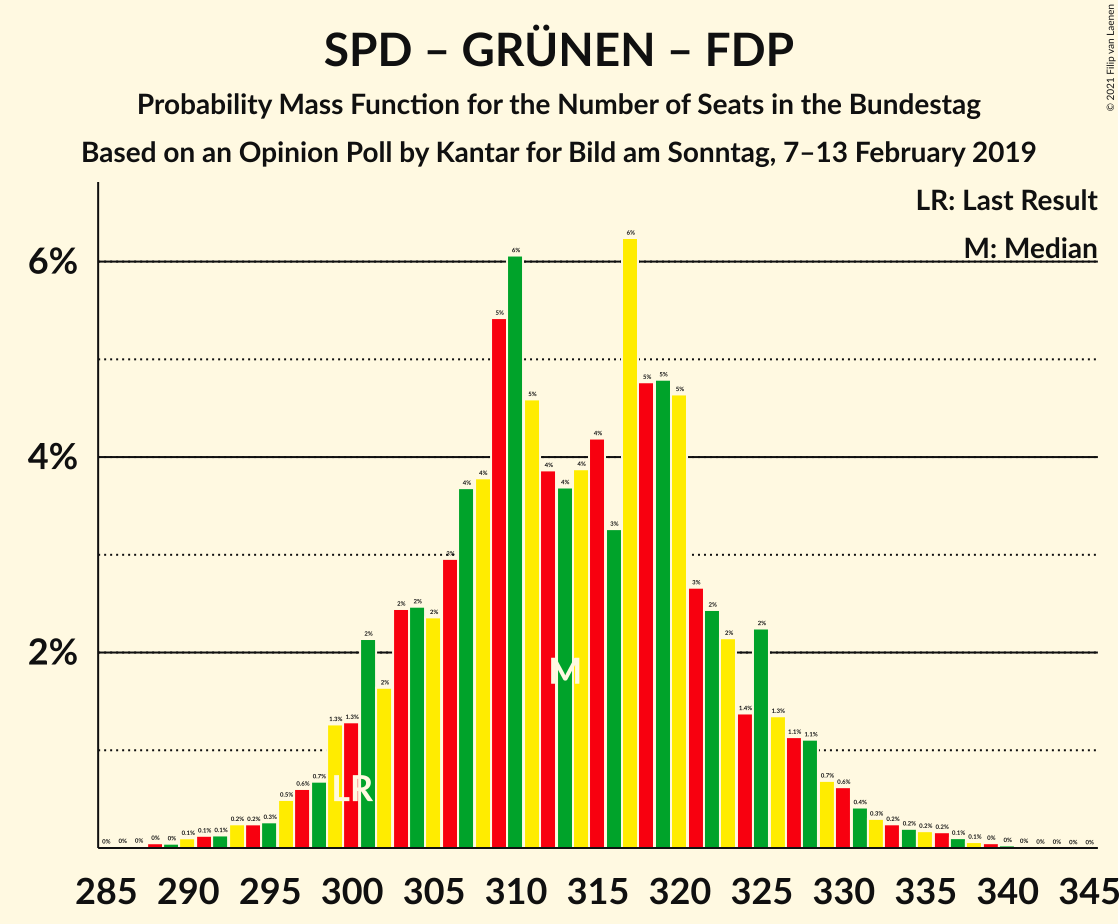 SPD – GRÜNEN – FDP
Probability Mass Function for the Number of Seats in the Bundestag
Based on an Opinion Poll by Kantar for Bild am Sonntag, 7–13 February 2019
© 2021 Filip van Laenen
LR: Last Result
M: Median
6%
4%
2%
0% 0% 0% 0% 0% 0.1% 0.1% 0.1% 0.2% 0.2% 0.3% 0.5% 0.6% 0.7% 1.3% 1.3% 2% 2% 2% 2% 2% 3% 4% 4% 5% 6% 5% 4% 4% 4% 4% 3% 6% 5% 5% 5% 3% 2% 2% 1.4% 2% 1.3% 1.1% 1.1% 0.7% 0.6% 0.4% 0.3% 0.2% 0.2% 0.2% 0.2% 0.1% 0.1% 0% 0% 0% 0% 0% 0% 0%
M
LR
285 290 295 300 305 310 315 320 325 330 335 340 345